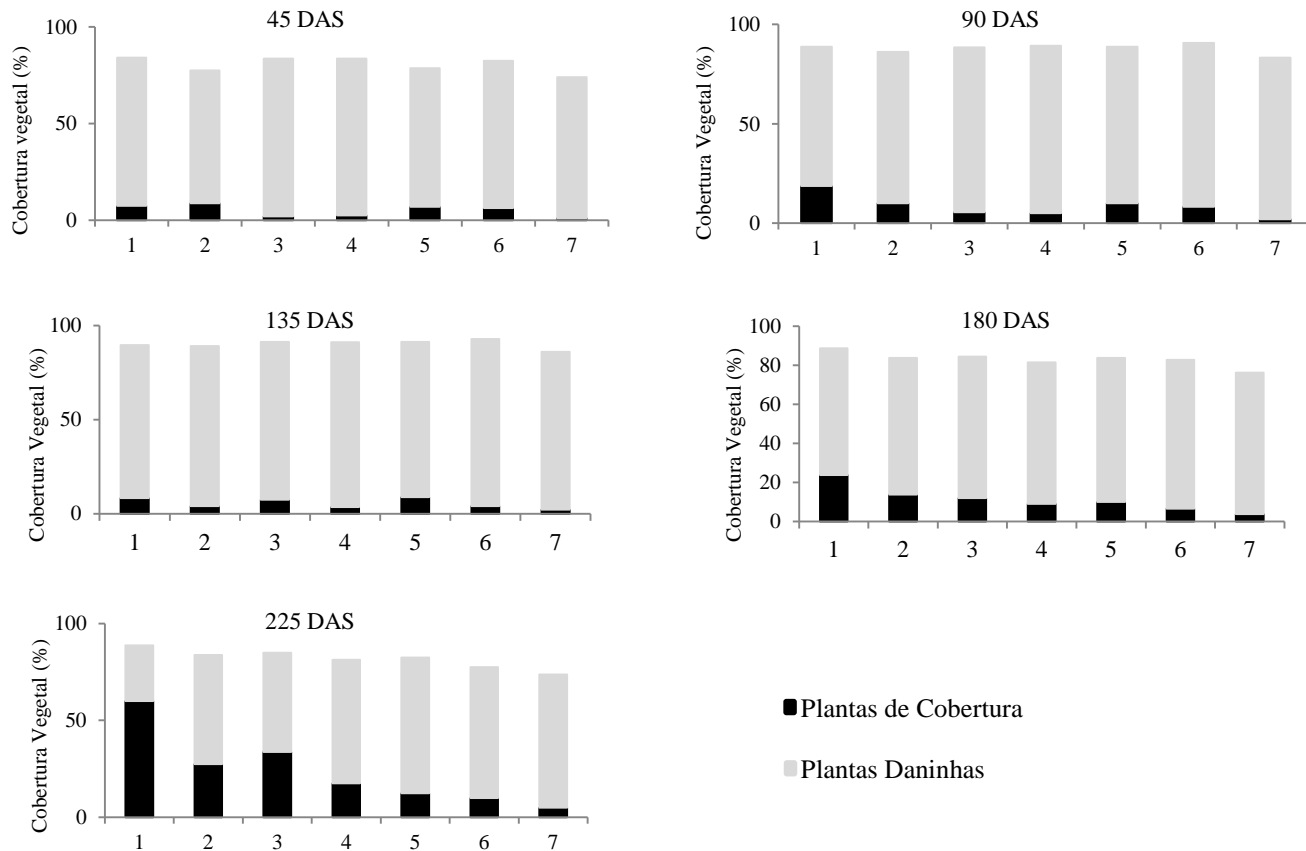 45 DAS
Cobertura vegetal (%)
100
50
0
1 2 3 4 5 6 7
90 DAS
Cobertura Vegetal (%)
100
50
0
1 2 3 4 5 6 7
135 DAS
Cobertura Vegetal (%)
100
50
0
1 2 3 4 5 6 7
180 DAS
Cobertura Vegetal (%)
100
80
60
40
20
0
1 2 3 4 5 6 7
225 DAS
Cobertura Vegetal (%)
100
50
0
1 2 3 4 5 6 7
Plantas de Cobertura
Plantas Daninhas